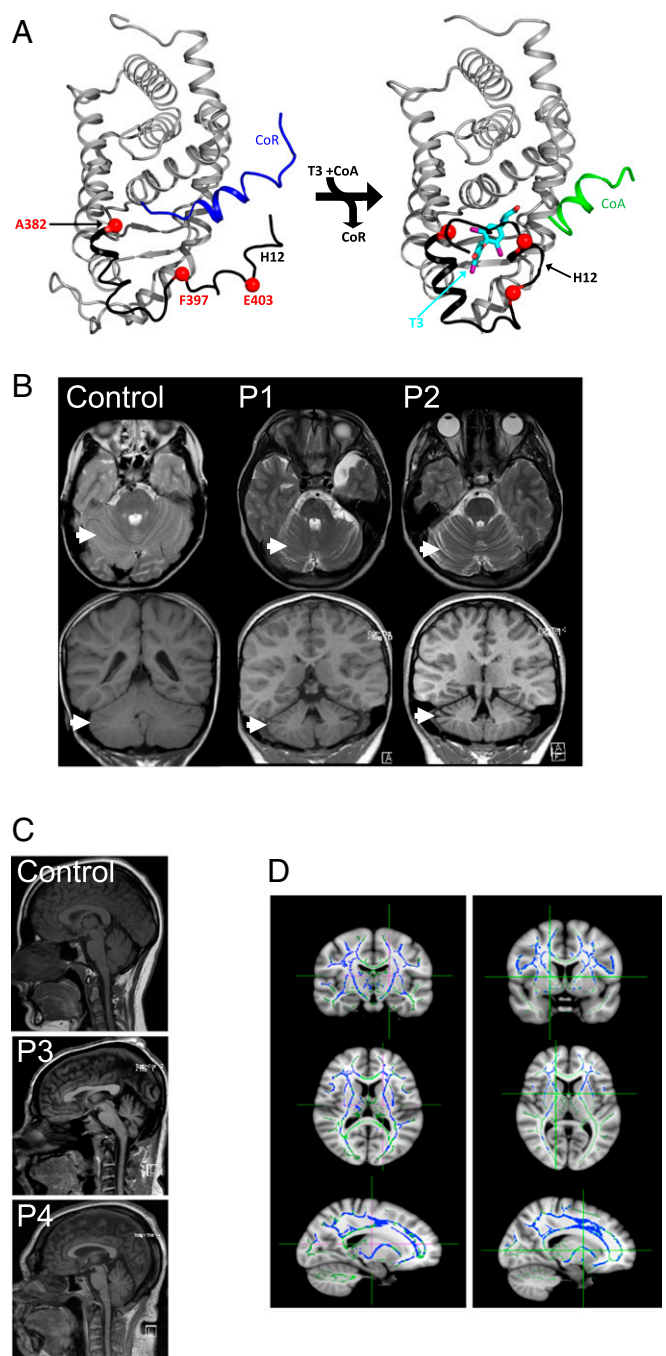 A
CoR
T3 +CoA
CoR
CoA
A382
H12
F397
E403
H12
T3
B
Control
P1
P2
A
A
F
C
Control
P3
P4
D